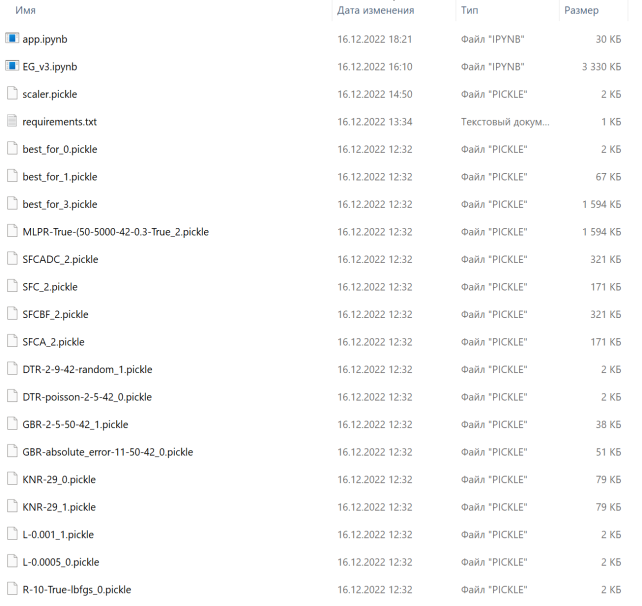 Имя Дата изменения Тип Размер
app.ipynb 16.12.2022 18:21 Файл "IPYNB" 30 КБ
EG_v3.ipynb 16.12.2022 16:10 Файл "IPYNB" 3 330 КБ
scaler.pickle 16.12.2022 14:50 Файл "PICKLE" 2 КБ
requirements.txt 16.12.2022 13:34 Текстовый докум... 1 КБ
best_for_0.pickle 16.12.2022 12:32 Файл "PICKLE" 2 КБ
best_for_1.pickle 16.12.2022 12:32 Файл "PICKLE" 67 КБ
best_for_3.pickle 16.12.2022 12:32 Файл "PICKLE" 1 594 КБ
MLPR-True-(50-5000-42-0.3-True_2.pickle 16.12.2022 12:32 Файл "PICKLE" 1 594 КБ
SFCADC_2.pickle 16.12.2022 12:32 Файл "PICKLE" 321 КБ
SFC_2.pickle 16.12.2022 12:32 Файл "PICKLE" 171 КБ
SFCBF_2.pickle 16.12.2022 12:32 Файл "PICKLE" 321 КБ
SFCA_2.pickle 16.12.2022 12:32 Файл "PICKLE" 171 КБ
DTR-2-9-42-random_1.pickle 16.12.2022 12:32 Файл "PICKLE" 2 КБ
DTR-poisson-2-5-42_0.pickle 16.12.2022 12:32 Файл "PICKLE" 2 КБ
GBR-2-5-50-42_1.pickle 16.12.2022 12:32 Файл "PICKLE" 38 КБ
GBR-absolute_error-11-50-42_0.pickle 16.12.2022 12:32 Файл "PICKLE" 51 КБ
KNR-29_0.pickle 16.12.2022 12:32 Файл "PICKLE" 79 КБ
KNR-29_1.pickle 16.12.2022 12:32 Файл "PICKLE" 79 КБ
L-0.001_1.pickle 16.12.2022 12:32 Файл "PICKLE" 2 КБ
L-0.0005_0.pickle 16.12.2022 12:32 Файл "PICKLE" 2 КБ
R-10-True-lbfgs_0.pickle 16.12.2022 12:32 Файл "PICKLE" 2 КБ